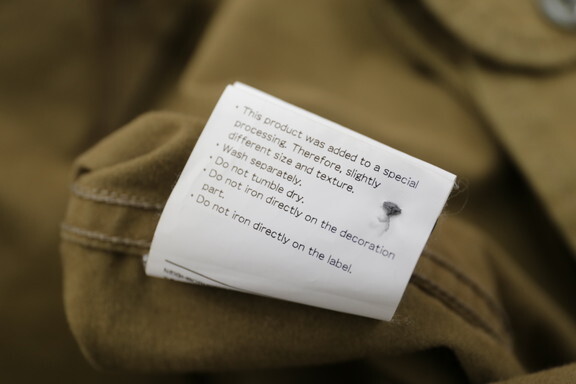 • This product was added to a special
processing. Therefore, slightly
different size and texture.
• Wash separately.
• Do not tumble dry.
• Do not iron directly on the decoration
part.
• Do not iron directly on the label.